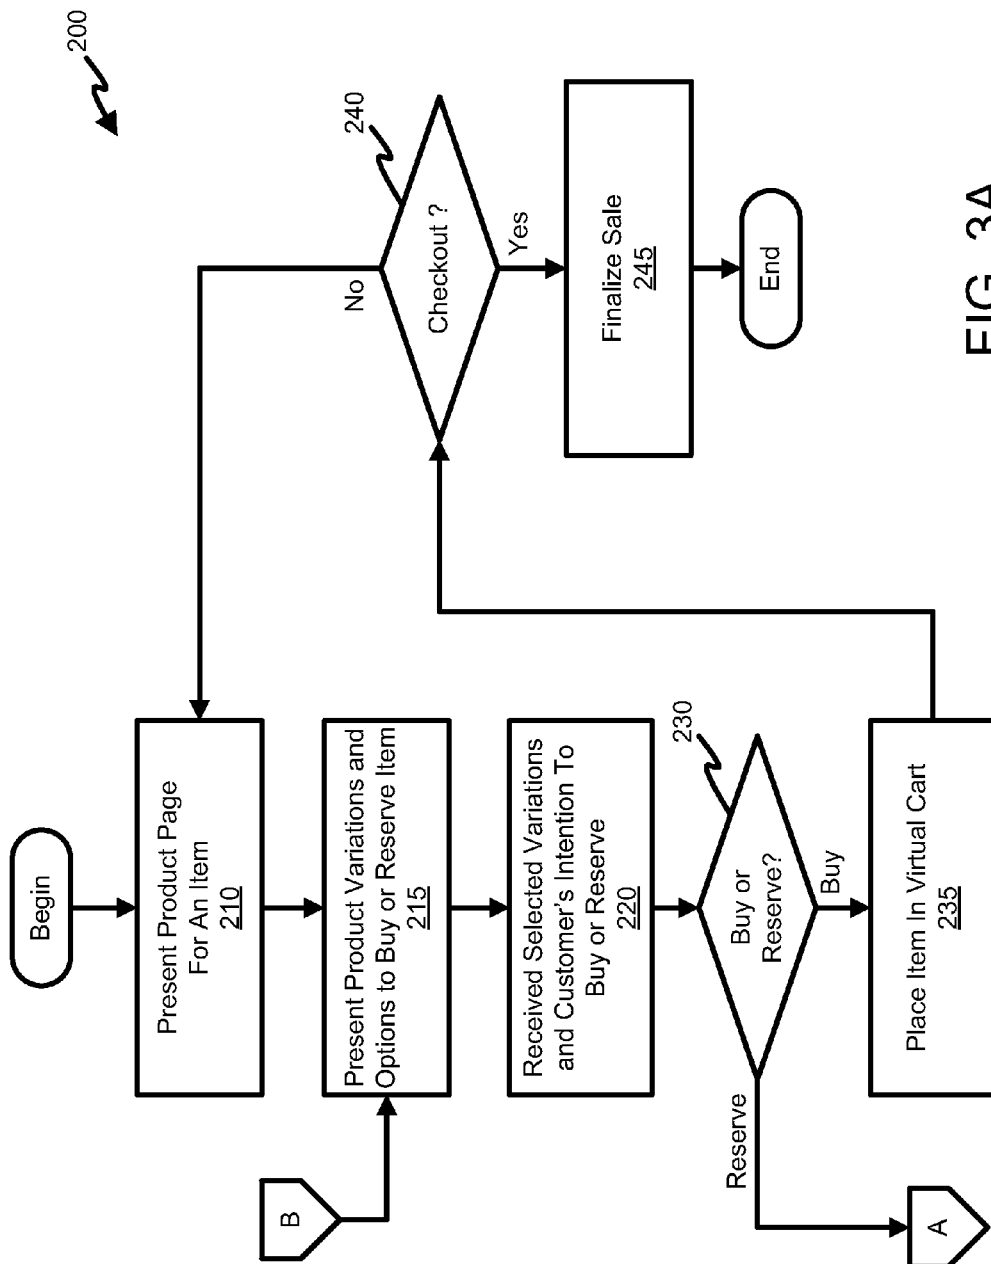 200
Begin
Present Product Page
For An Item
210
B
Present Product Variations and
Options to Buy or Reserve Item
215
Received Selected Variations
and Customer's Intention To
Buy or Reserve
220
230
Buy or
Reserve?
Reserve
Buy
A
Place Item In Virtual Cart
235
240
Checkout ?
No
Yes
Finalize Sale
245
End
FIG. 3A